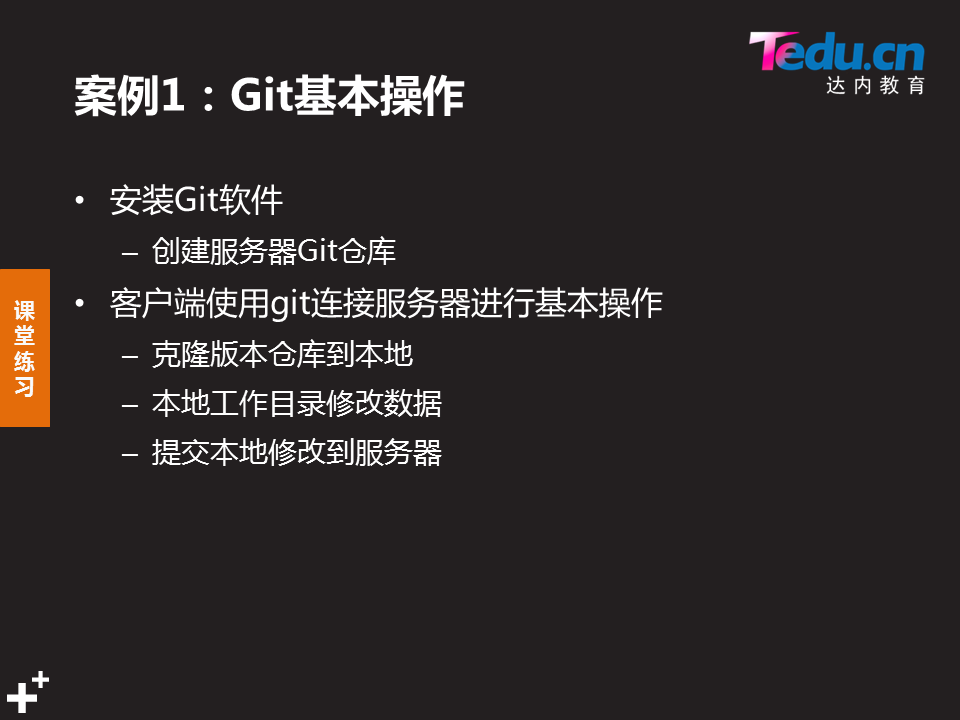 Tedu.cn
达内教育
案例1：Git基本操作
• 安装Git软件
– 创建服务器Git仓库
• 客户端使用git连接服务器进行基本操作
– 克隆版本仓库到本地
– 本地工作目录修改数据
– 提交本地修改到服务器
课堂练习